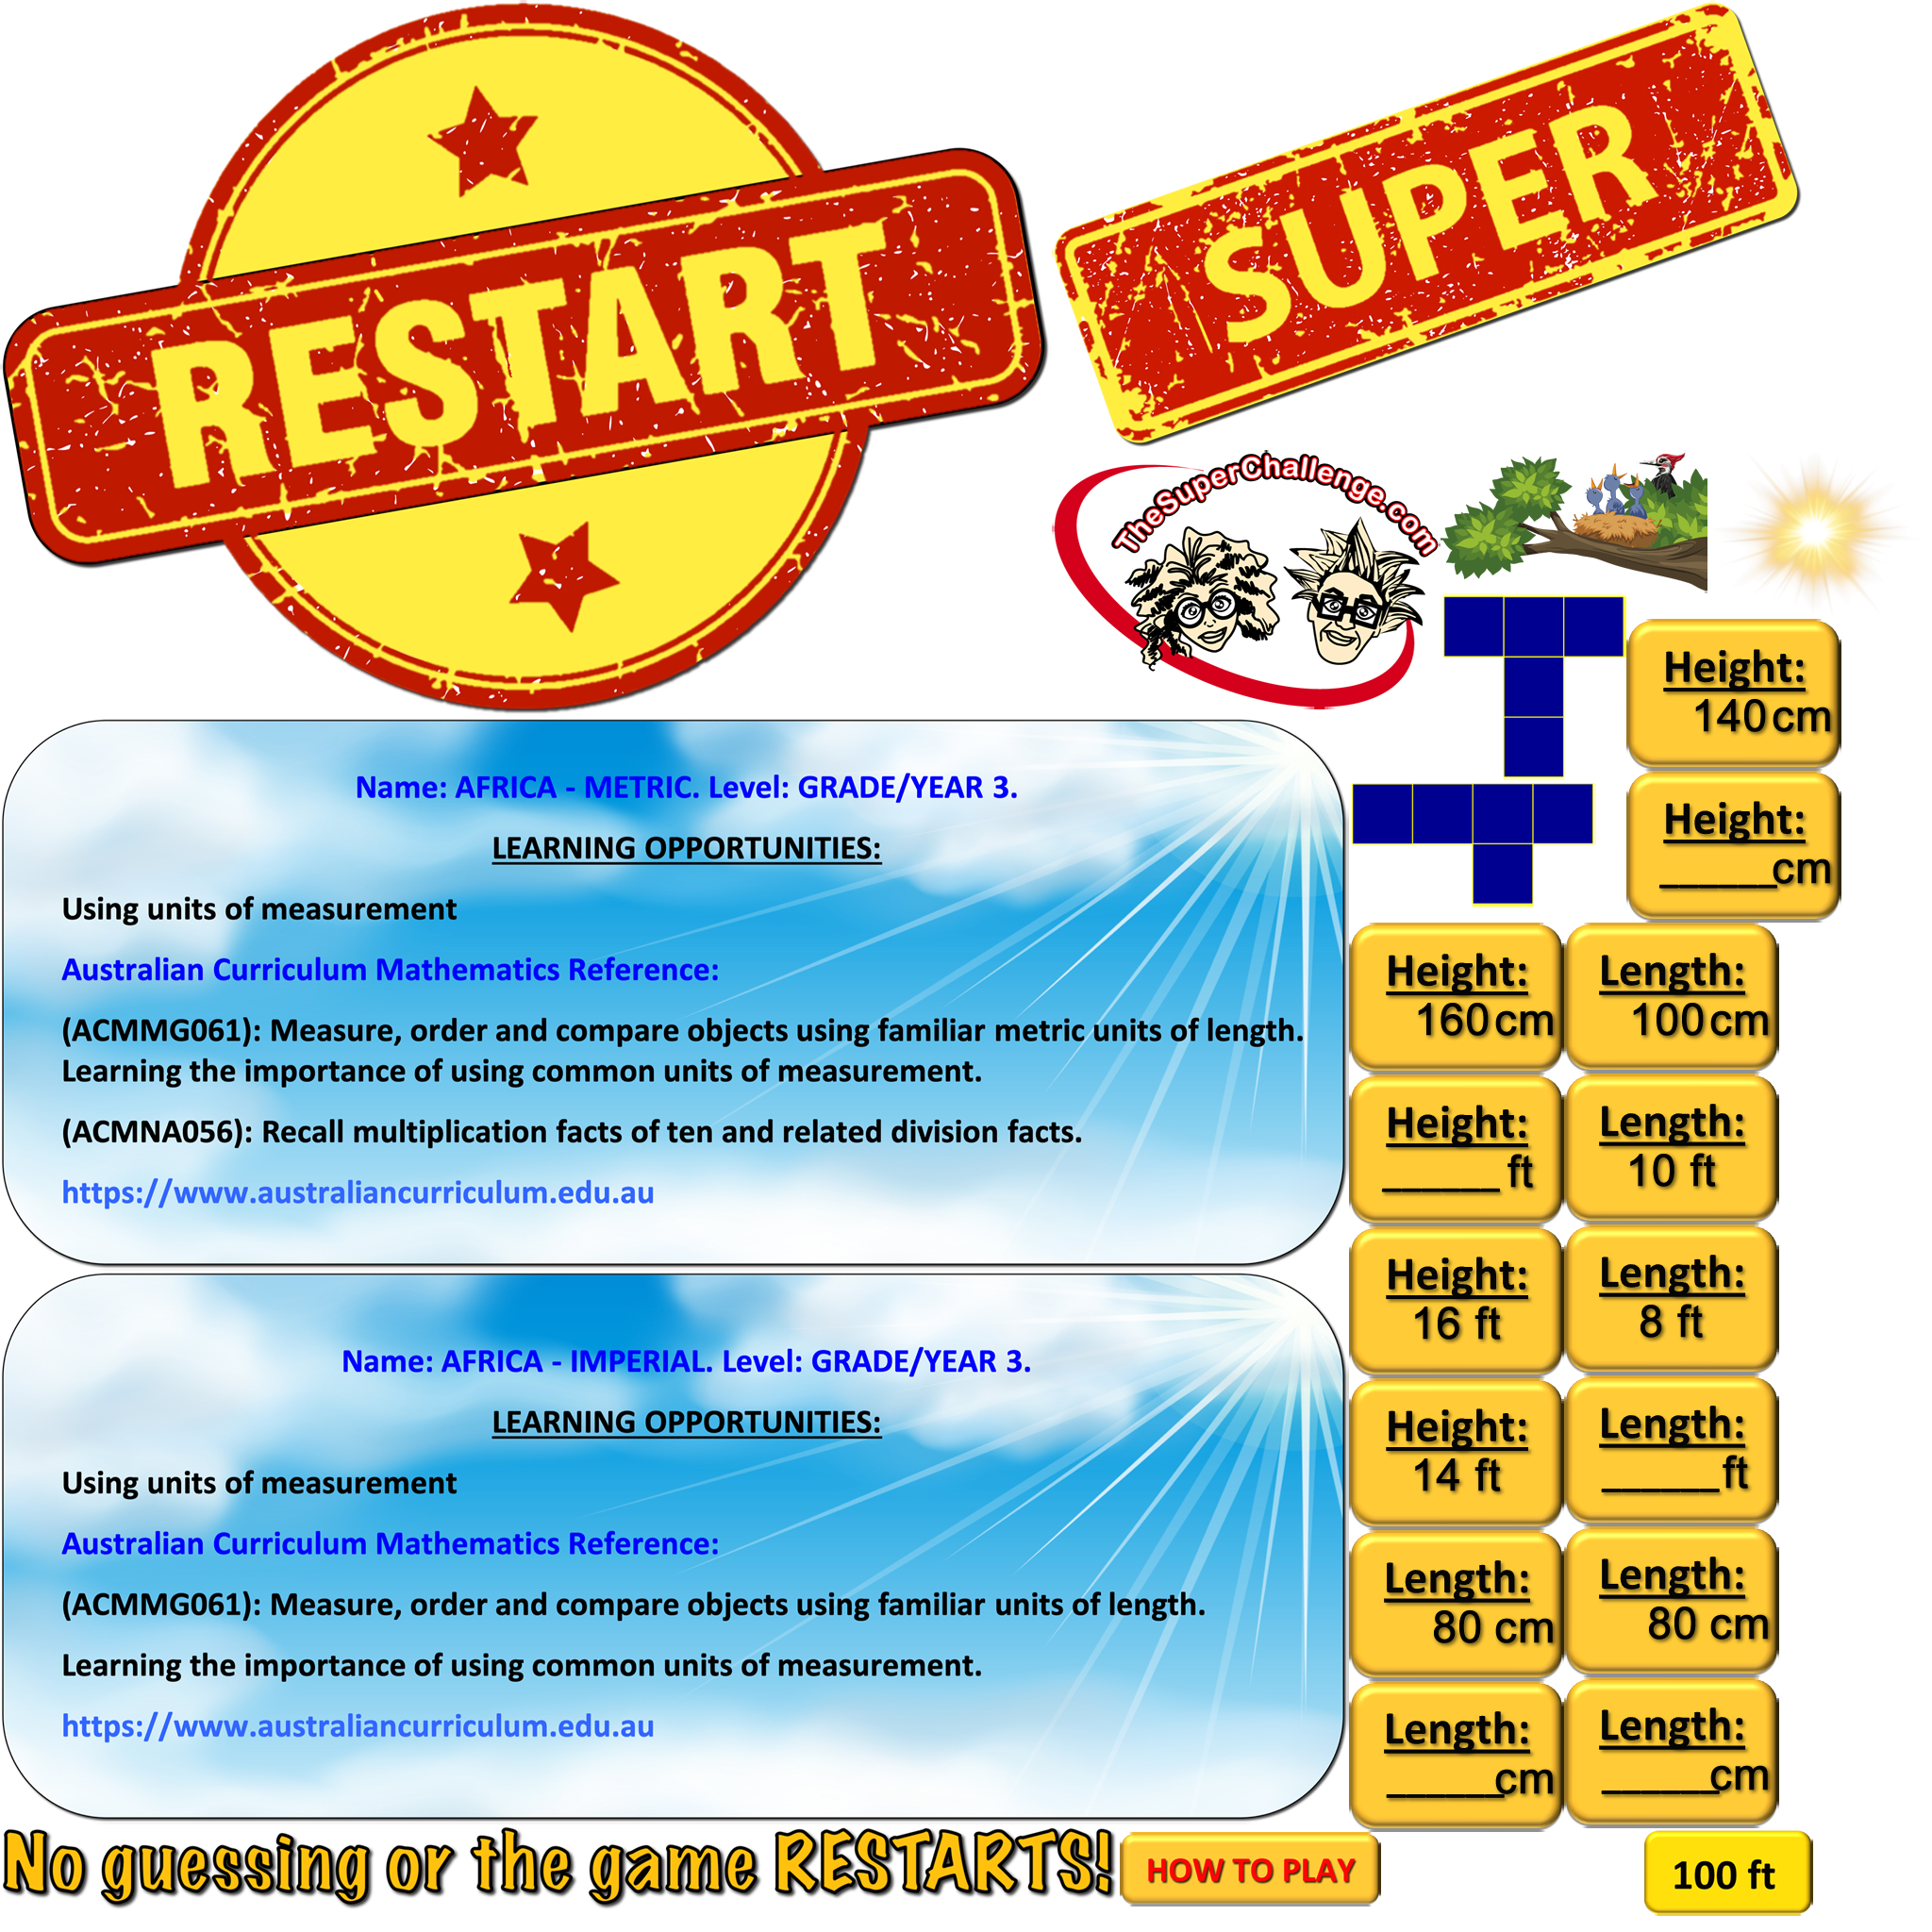 RESTART
SUPER
TheSuperChallenge.com
Height:
140 cm
Height:
______cm
Name: AFRICA - METRIC. Level: GRADE/YEAR 3.
LEARNING OPPORTUNITIES:
Using units of measurement
Australian Curriculum Mathematics Reference:
(ACMMG061): Measure, order and compare objects using familiar metric units of length.
Learning the importance of using common units of measurement.
(ACMNA056): Recall multiplication facts of ten and related division facts.
https://www.australiancurriculum.edu.au
Name: AFRICA - IMPERIAL. Level: GRADE/YEAR 3.
LEARNING OPPORTUNITIES:
Using units of measurement
Australian Curriculum Mathematics Reference:
(ACMMG061): Measure, order and compare objects using familiar units of length.
Learning the importance of using common units of measurement.
https://www.australiancurriculum.edu.au
Height:
160 cm
Length:
100 cm
Height:
______ ft
Length:
10 ft
Height:
16 ft
Length:
8 ft
Height:
14 ft
Length:
______ft
Length:
80 cm
Length:
80 cm
Length:
______cm
Length:
______cm
No guessing or the game RESTARTS!
HOW TO PLAY
100 ft